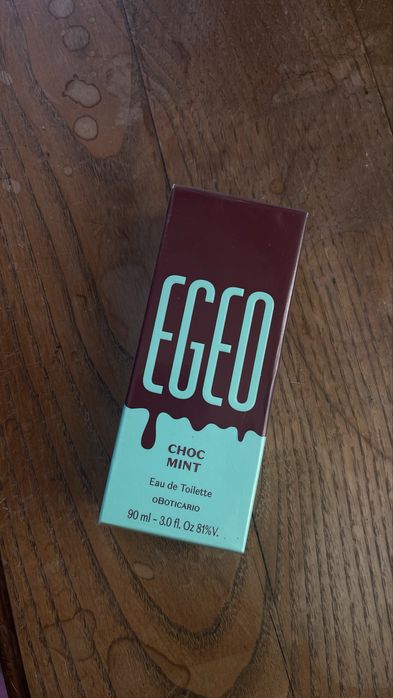 EGEO
CHOC
MINT
Eau de Toilette
oBOTICARIO
90 ml - 3.0 fl. Oz 81%V.